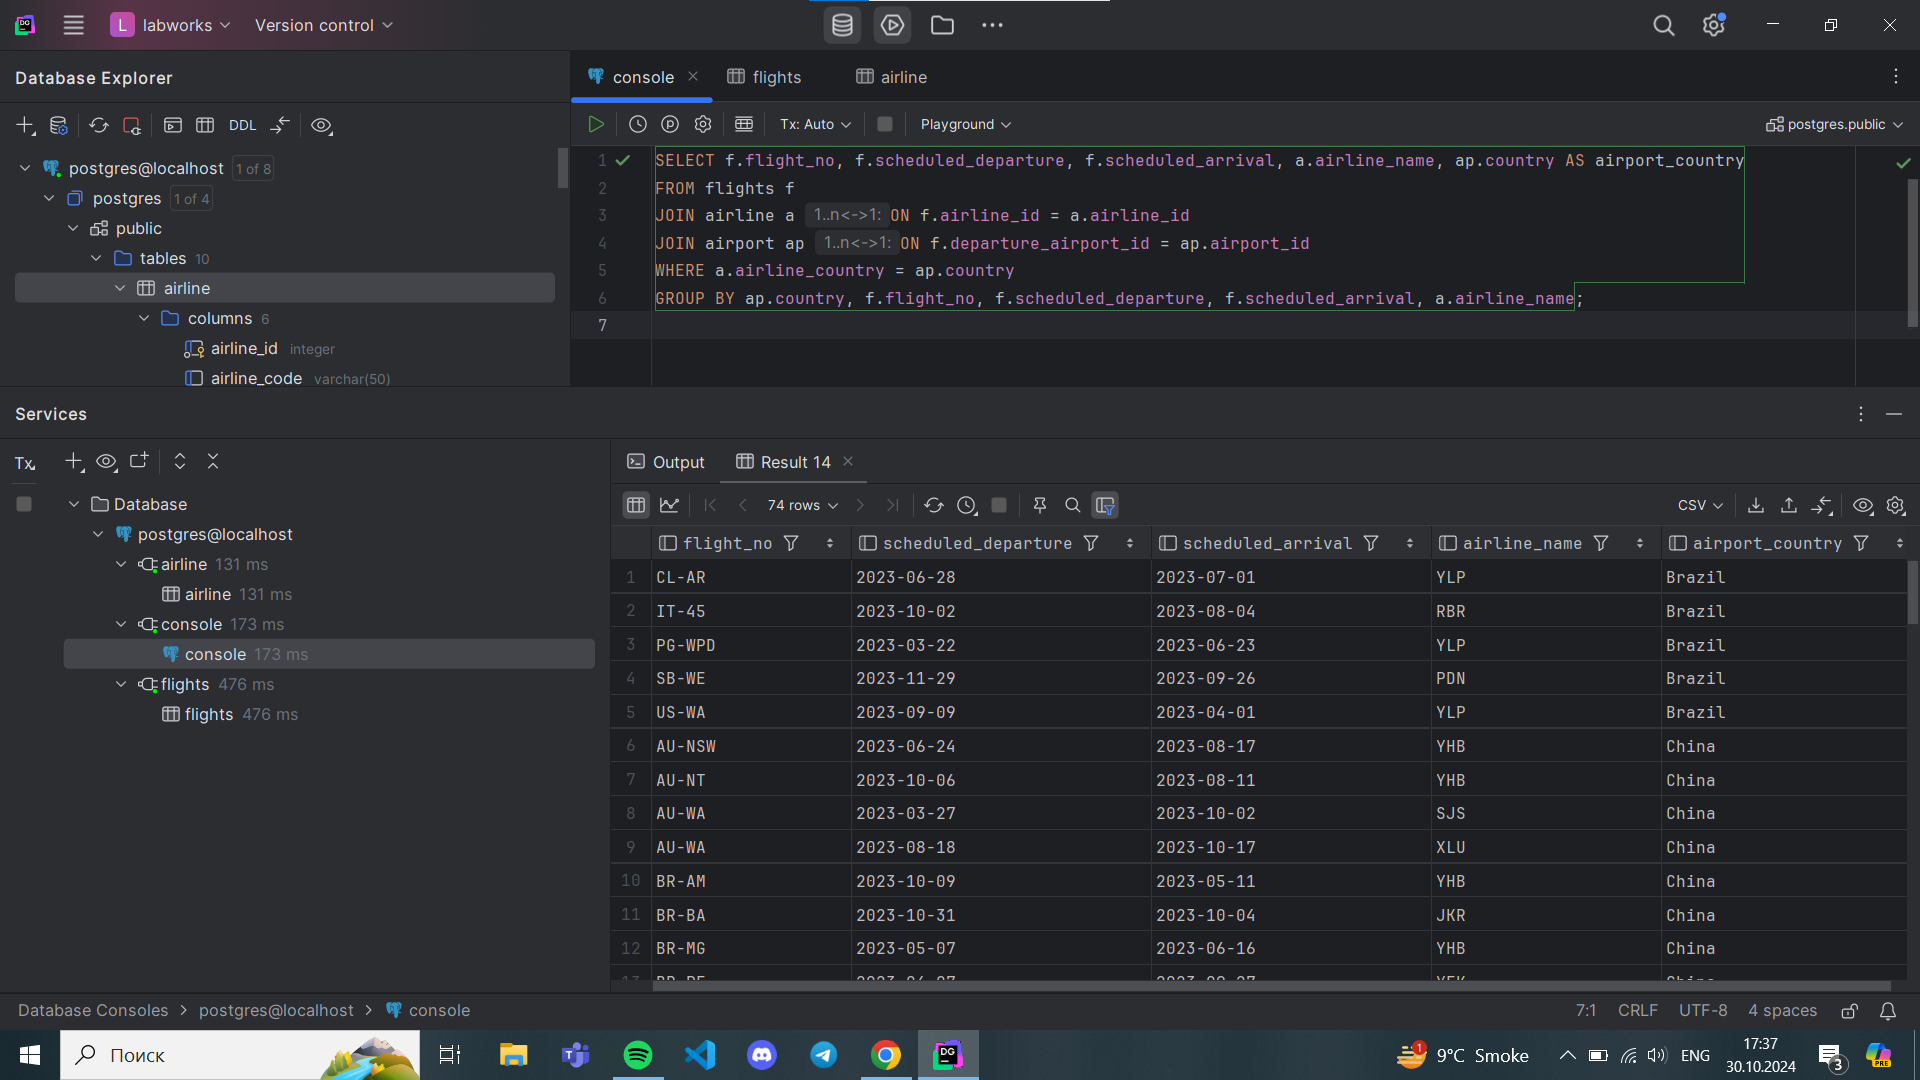 L labworks Version control
Database Explorer
DDL
postgres@localhost 1 of 8
postgres 1 of 4
public
tables 10
airline
columns 6
airline_id integer
airline_code varchar(50)
console flights airline
Tx: Auto Playground postgres.public
1 SELECT f.flight_no, f.scheduled_departure, f.scheduled_arrival, a.airline_name, ap.country AS airport_country
2 FROM flights f
3 JOIN airline a 1..n<->1: ON f.airline_id = a.airline_id
4 JOIN airport ap 1..n<->1: ON f.departure_airport_id = ap.airport_id
5 WHERE a.airline_country = ap.country
6 GROUP BY ap.country, f.flight_no, f.scheduled_departure, f.scheduled_arrival, a.airline_name;
7
Services
Tx
Database
postgres@localhost
airline 131 ms
airline 131 ms
console 173 ms
console 173 ms
flights 476 ms
flights 476 ms
Output Result 14
74 rows CSV
flight_no scheduled_departure scheduled_arrival airline_name airport_country
1 CL-AR 2023-06-28 2023-07-01 YLP Brazil
2 IT-45 2023-10-02 2023-08-04 RBR Brazil
3 PG-WPD 2023-03-22 2023-06-23 YLP Brazil
4 SB-WE 2023-11-29 2023-09-26 PDN Brazil
5 US-WA 2023-09-09 2023-04-01 YLP Brazil
6 AU-NSW 2023-06-24 2023-08-17 YHB China
7 AU-NT 2023-10-06 2023-08-11 YHB China
8 AU-WA 2023-03-27 2023-10-02 SJS China
9 AU-WA 2023-08-18 2023-10-17 XLU China
10 BR-AM 2023-10-09 2023-05-11 YHB China
11 BR-BA 2023-10-31 2023-10-04 JKR China
12 BR-MG 2023-05-07 2023-06-16 YHB China
Database Consoles > postgres@localhost > console
7:1 CRLF UTF-8 4 spaces
Поиск
1 9°C Smoke ENG 17:37
30.10.2024
3
PRE